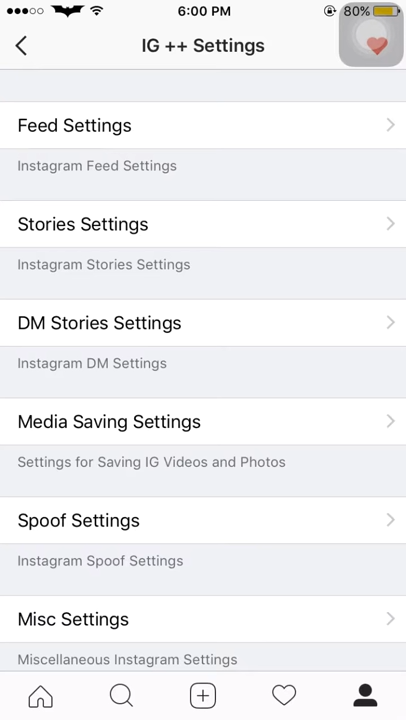 6:00 PM
80%
IG ++ Settings
Feed Settings
Instagram Feed Settings
Stories Settings
Instagram Stories Settings
DM Stories Settings
Instagram DM Settings
Media Saving Settings
Settings for Saving IG Videos and Photos
Spoof Settings
Instagram Spoof Settings
Misc Settings
Miscellaneous Instagram Settings